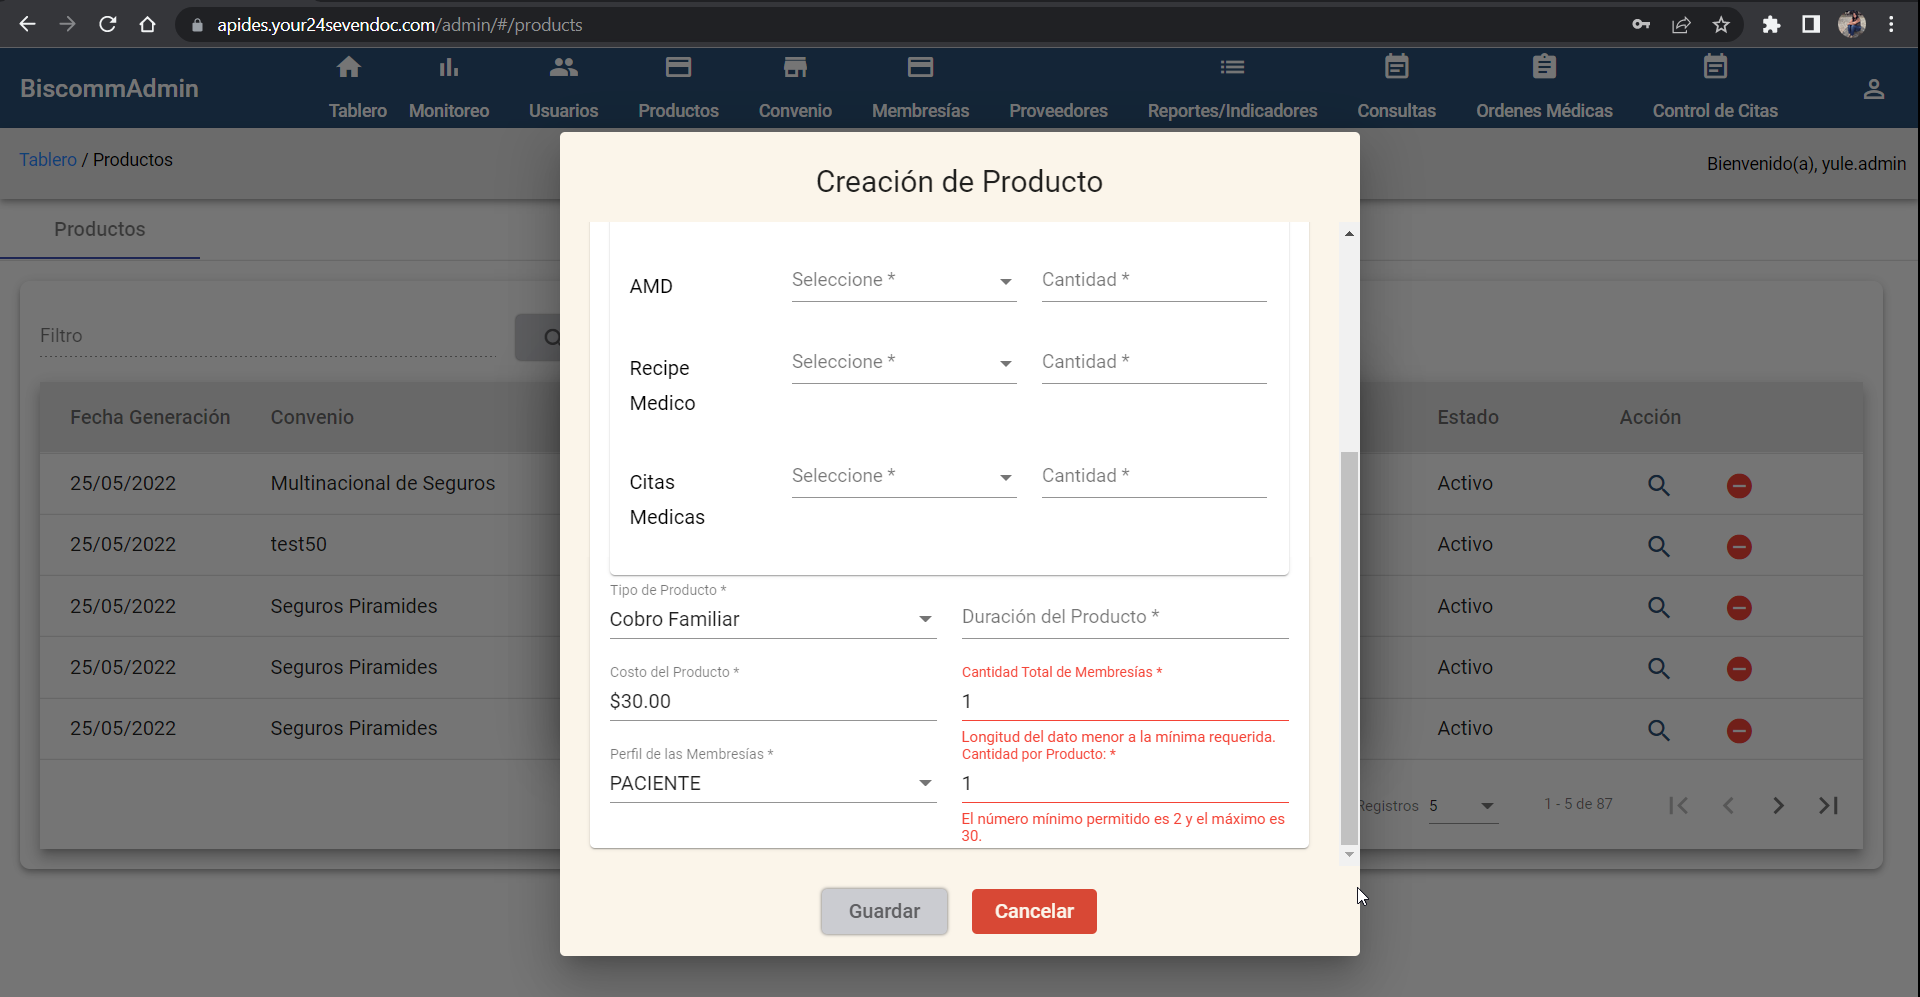 apides.your24sevendoc.com/admin/#/products
BiscommAdmin
Tablero
Monitoreo
Usuarios
Productos
Convenio
Membresías
Proveedores
Reportes/Indicadores
Consultas
Ordenes Médicas
Control de Citas
Tablero / Productos
Bienvenido(a), yule.admin
Productos
Filtro
Fecha Generación Convenio Estado Acción
25/05/2022 Multinacional de Seguros Activo
25/05/2022 test50 Activo
25/05/2022 Seguros Piramides Activo
25/05/2022 Seguros Piramides Activo
25/05/2022 Seguros Piramides Activo
Registros 5 1 - 5 de 87
Creación de Producto
AMD Seleccione * Cantidad *
Recipe Seleccione * Cantidad *
Medico
Citas Seleccione * Cantidad *
Medicas
Tipo de Producto *
Cobro Familiar
Duración del Producto *
Costo del Producto *
$30.00
Cantidad Total de Membresías *
1
Longitud del dato menor a la mínima requerida.
Perfil de las Membresías *
PACIENTE
Cantidad por Producto: *
1
El número mínimo permitido es 2 y el máximo es
30.
Guardar
Cancelar